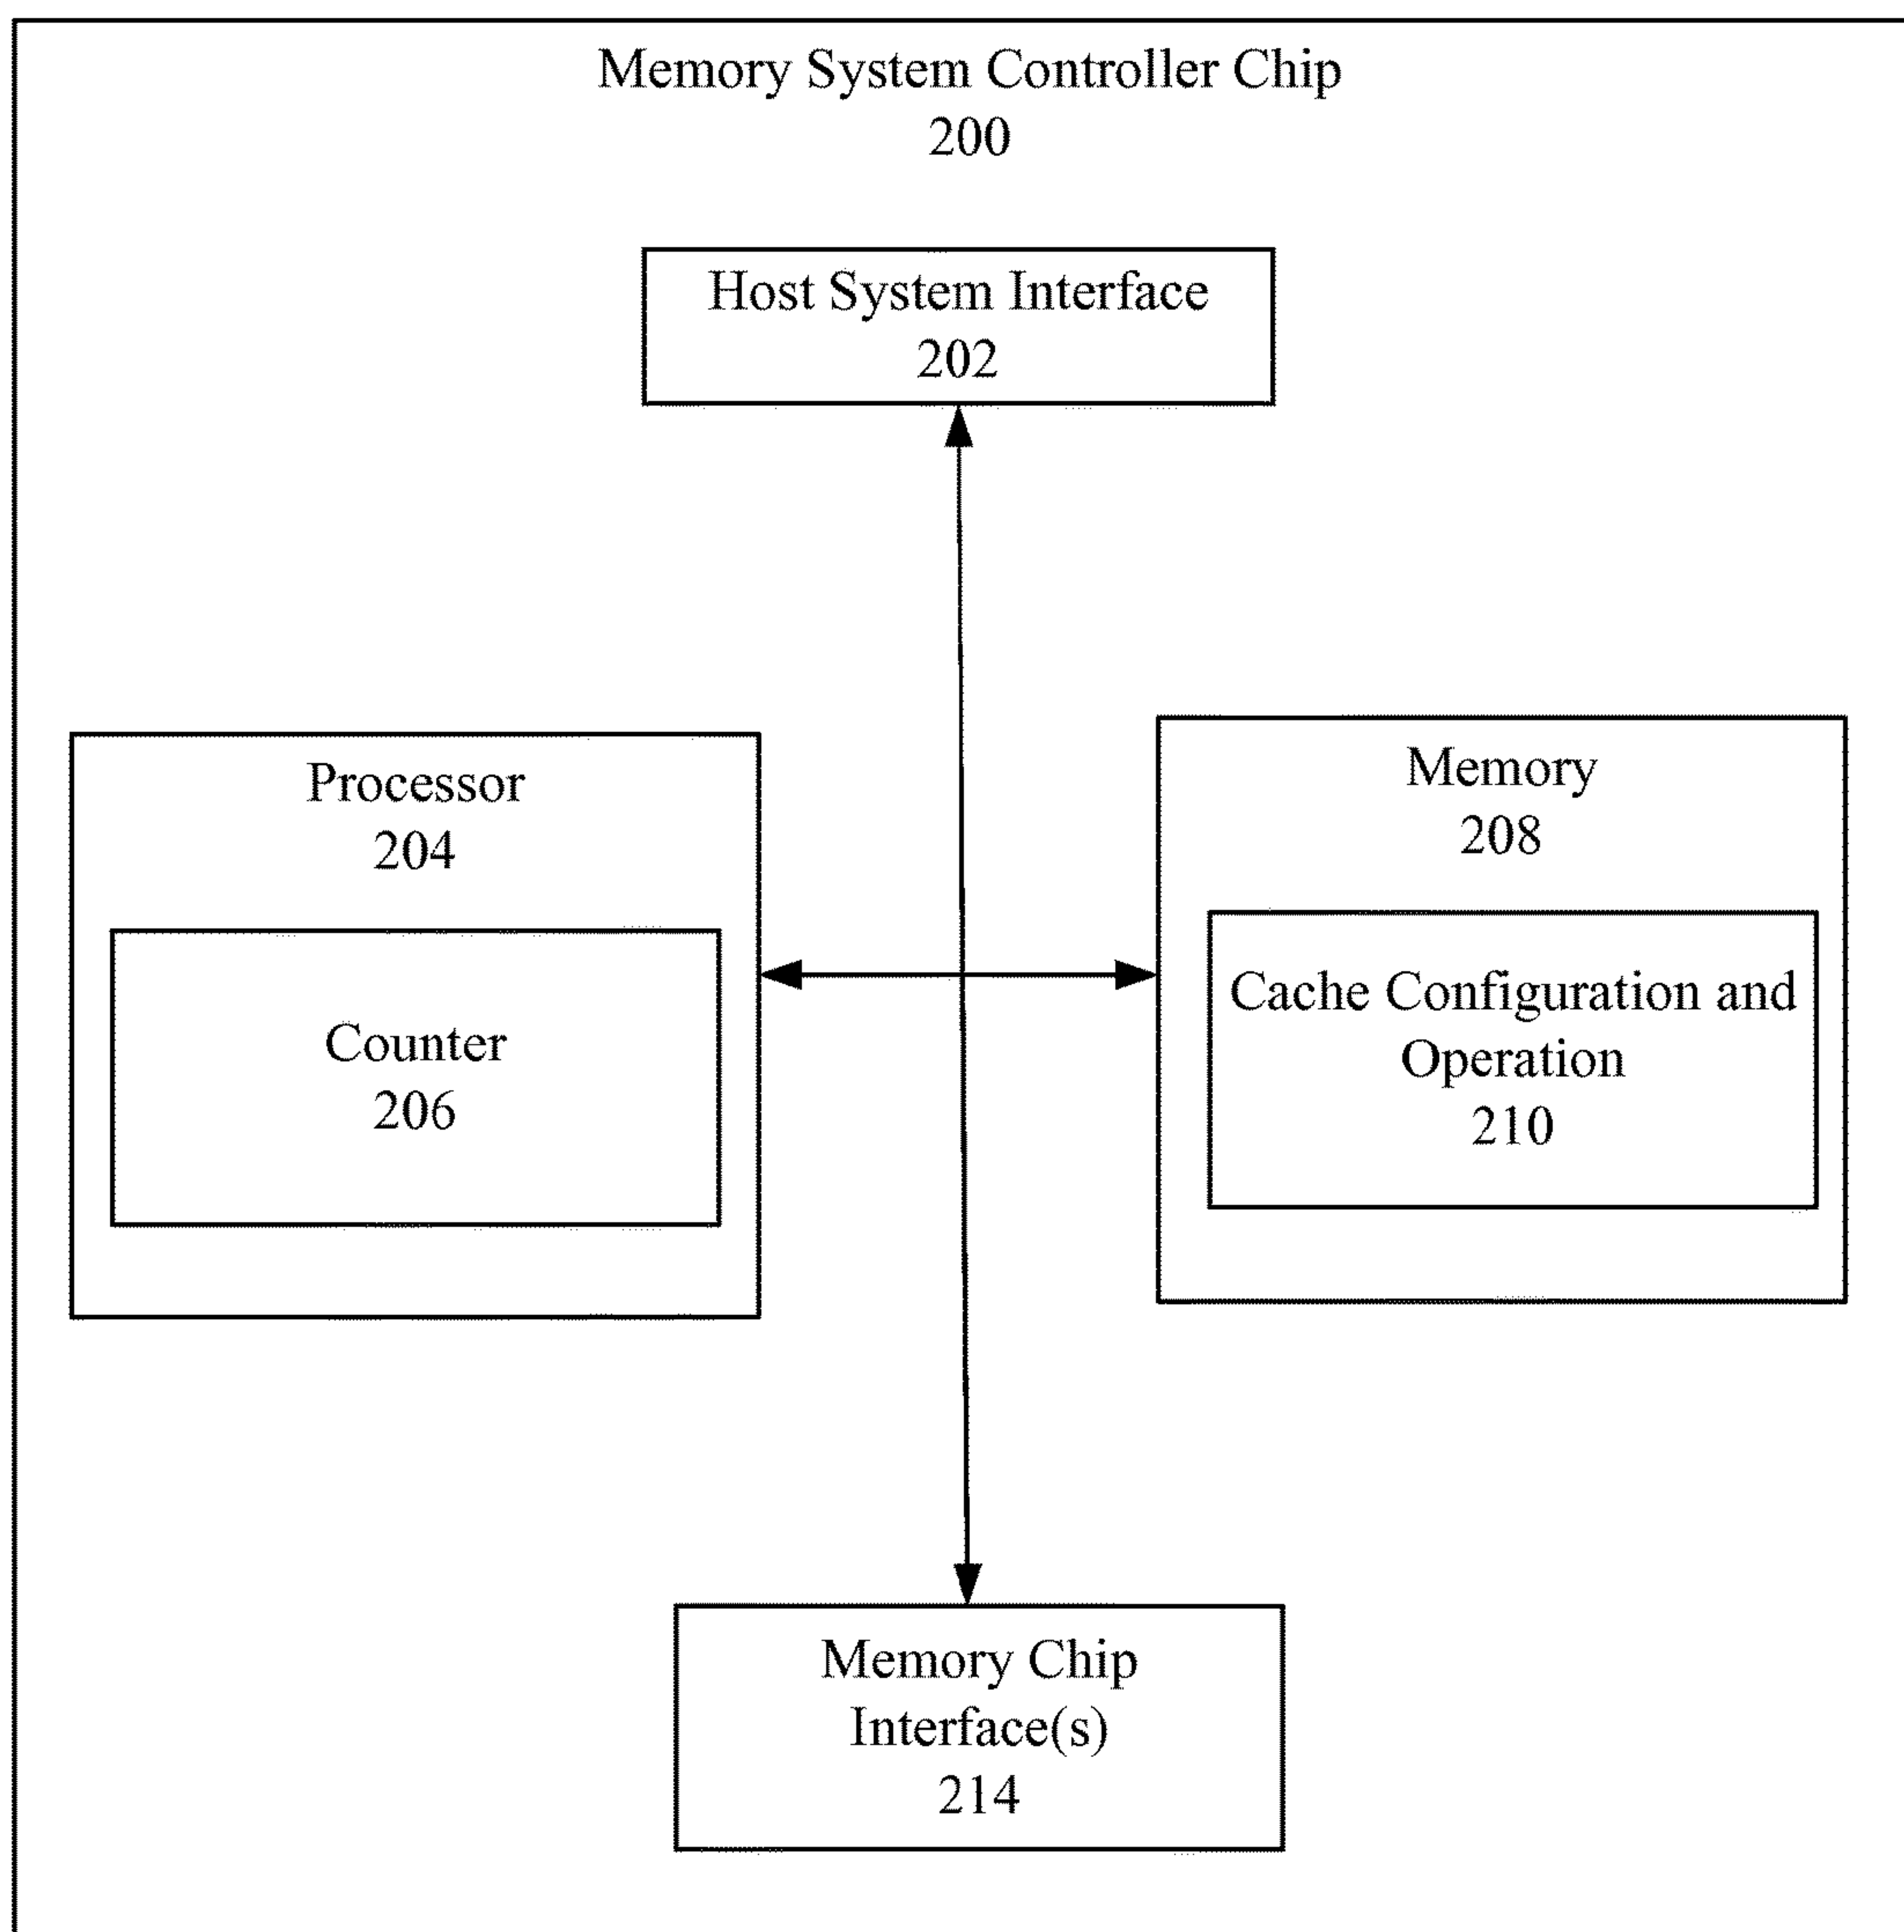 Memory System Controller Chip
200
Host System Interface
202
Processor
204
Counter
206
Memory
208
Cache Configuration and
Operation
210
Memory Chip
Interface(s)
214